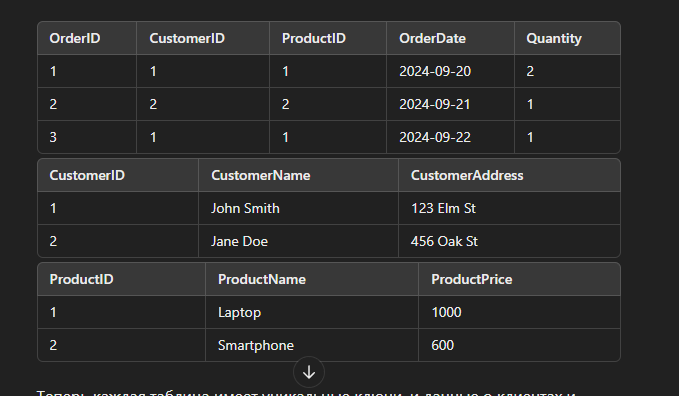 OrderID CustomerID ProductID OrderDate Quantity
1 1 1 2024-09-20 2
2 2 2 2024-09-21 1
3 1 1 2024-09-22 1
CustomerID CustomerName CustomerAddress
1 John Smith 123 Elm St
2 Jane Doe 456 Oak St
ProductID ProductName ProductPrice
1 Laptop 1000
2 Smartphone 600
Теперь каждая таблица имеет уникальные ключи, и данные о клиентах и